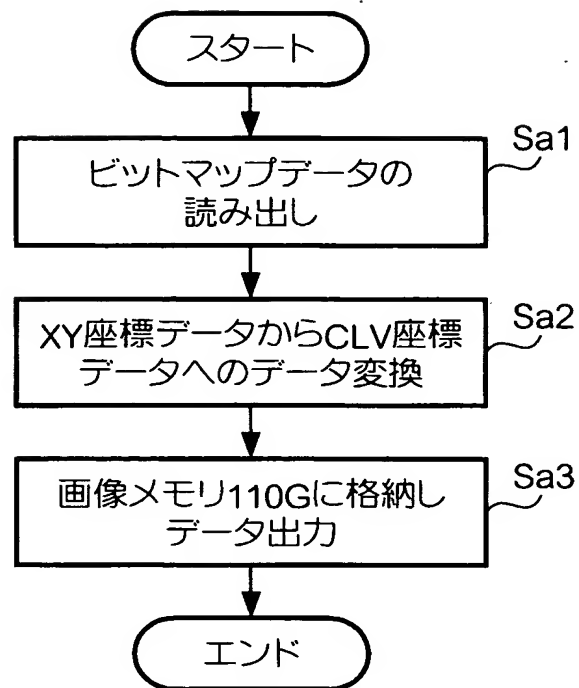 スタート
Sa1
ビットマップデータの
読み出し
Sa2
XY座標データからCLV座標
データへのデータ変換
Sa3
画像メモリ110Gに格納し
データ出力
エンド